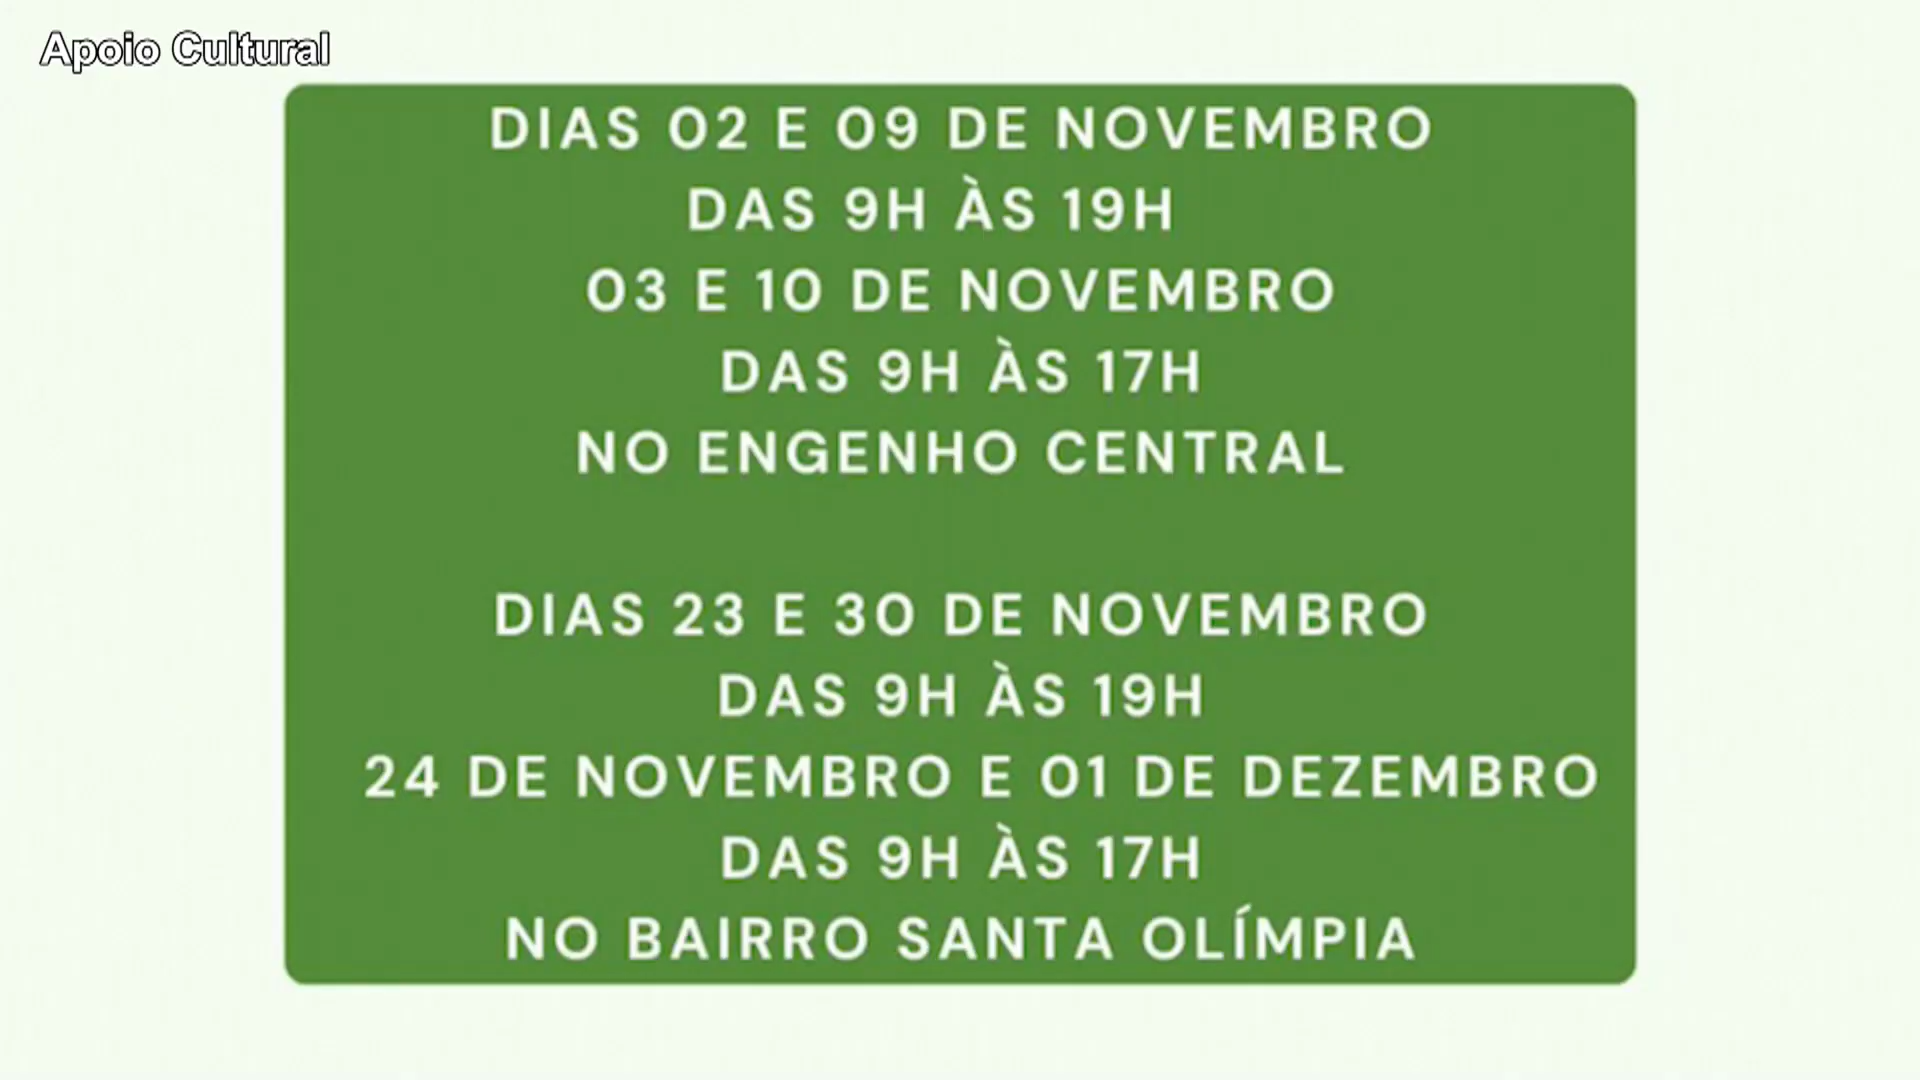 Apoio Cultural
DIAS 02 E 09 DE NOVEMBRO
DAS 9H ÀS 19H
03 E 10 DE NOVEMBRO
DAS 9H ÀS 17H
NO ENGENHO CENTRAL
DIAS 23 E 30 DE NOVEMBRO
DAS 9H ÀS 19H
24 DE NOVEMBRO E 01 DE DEZEMBRO
DAS 9H ÀS 17H
NO BAIRRO SANTA OLÍMPIA